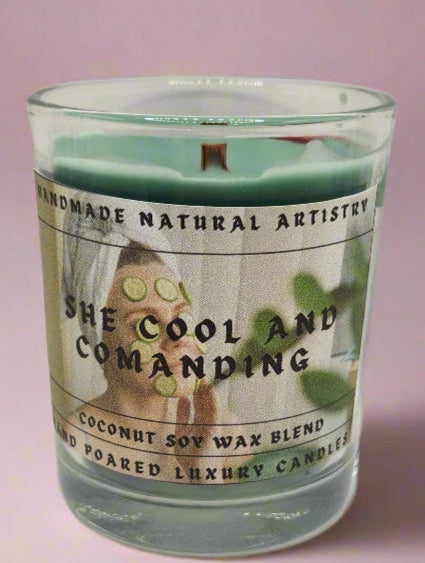 HANDMADE NATURAL ARTISTRY
SHE COOL AND
COMANDING
COCONUT SOY WAX BLEND
HAND POARED LUXURY CANDLES